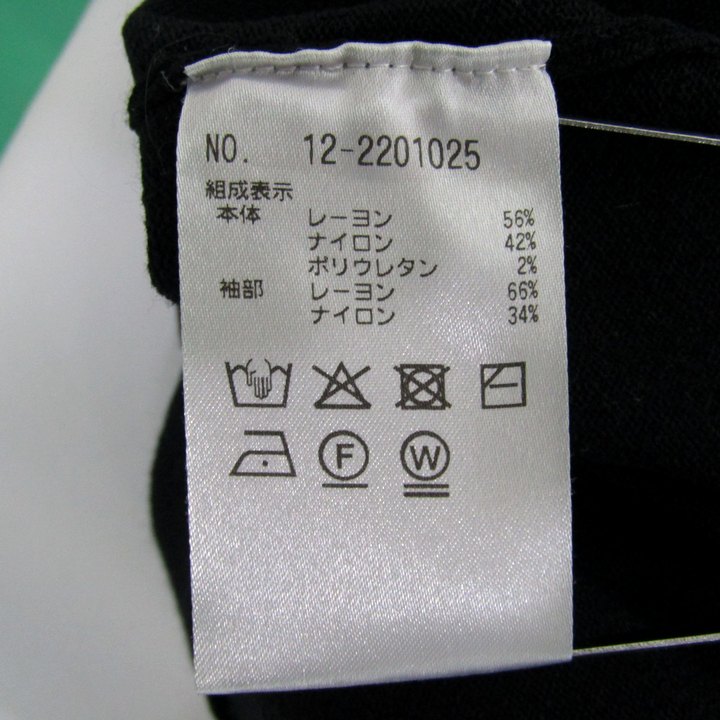 NO. 12-2201025
組成表示
本体 レーヨン 56%
ナイロン 42%
ポリウレタン 2%
袖部 レーヨン 66%
ナイロン 34%
F W